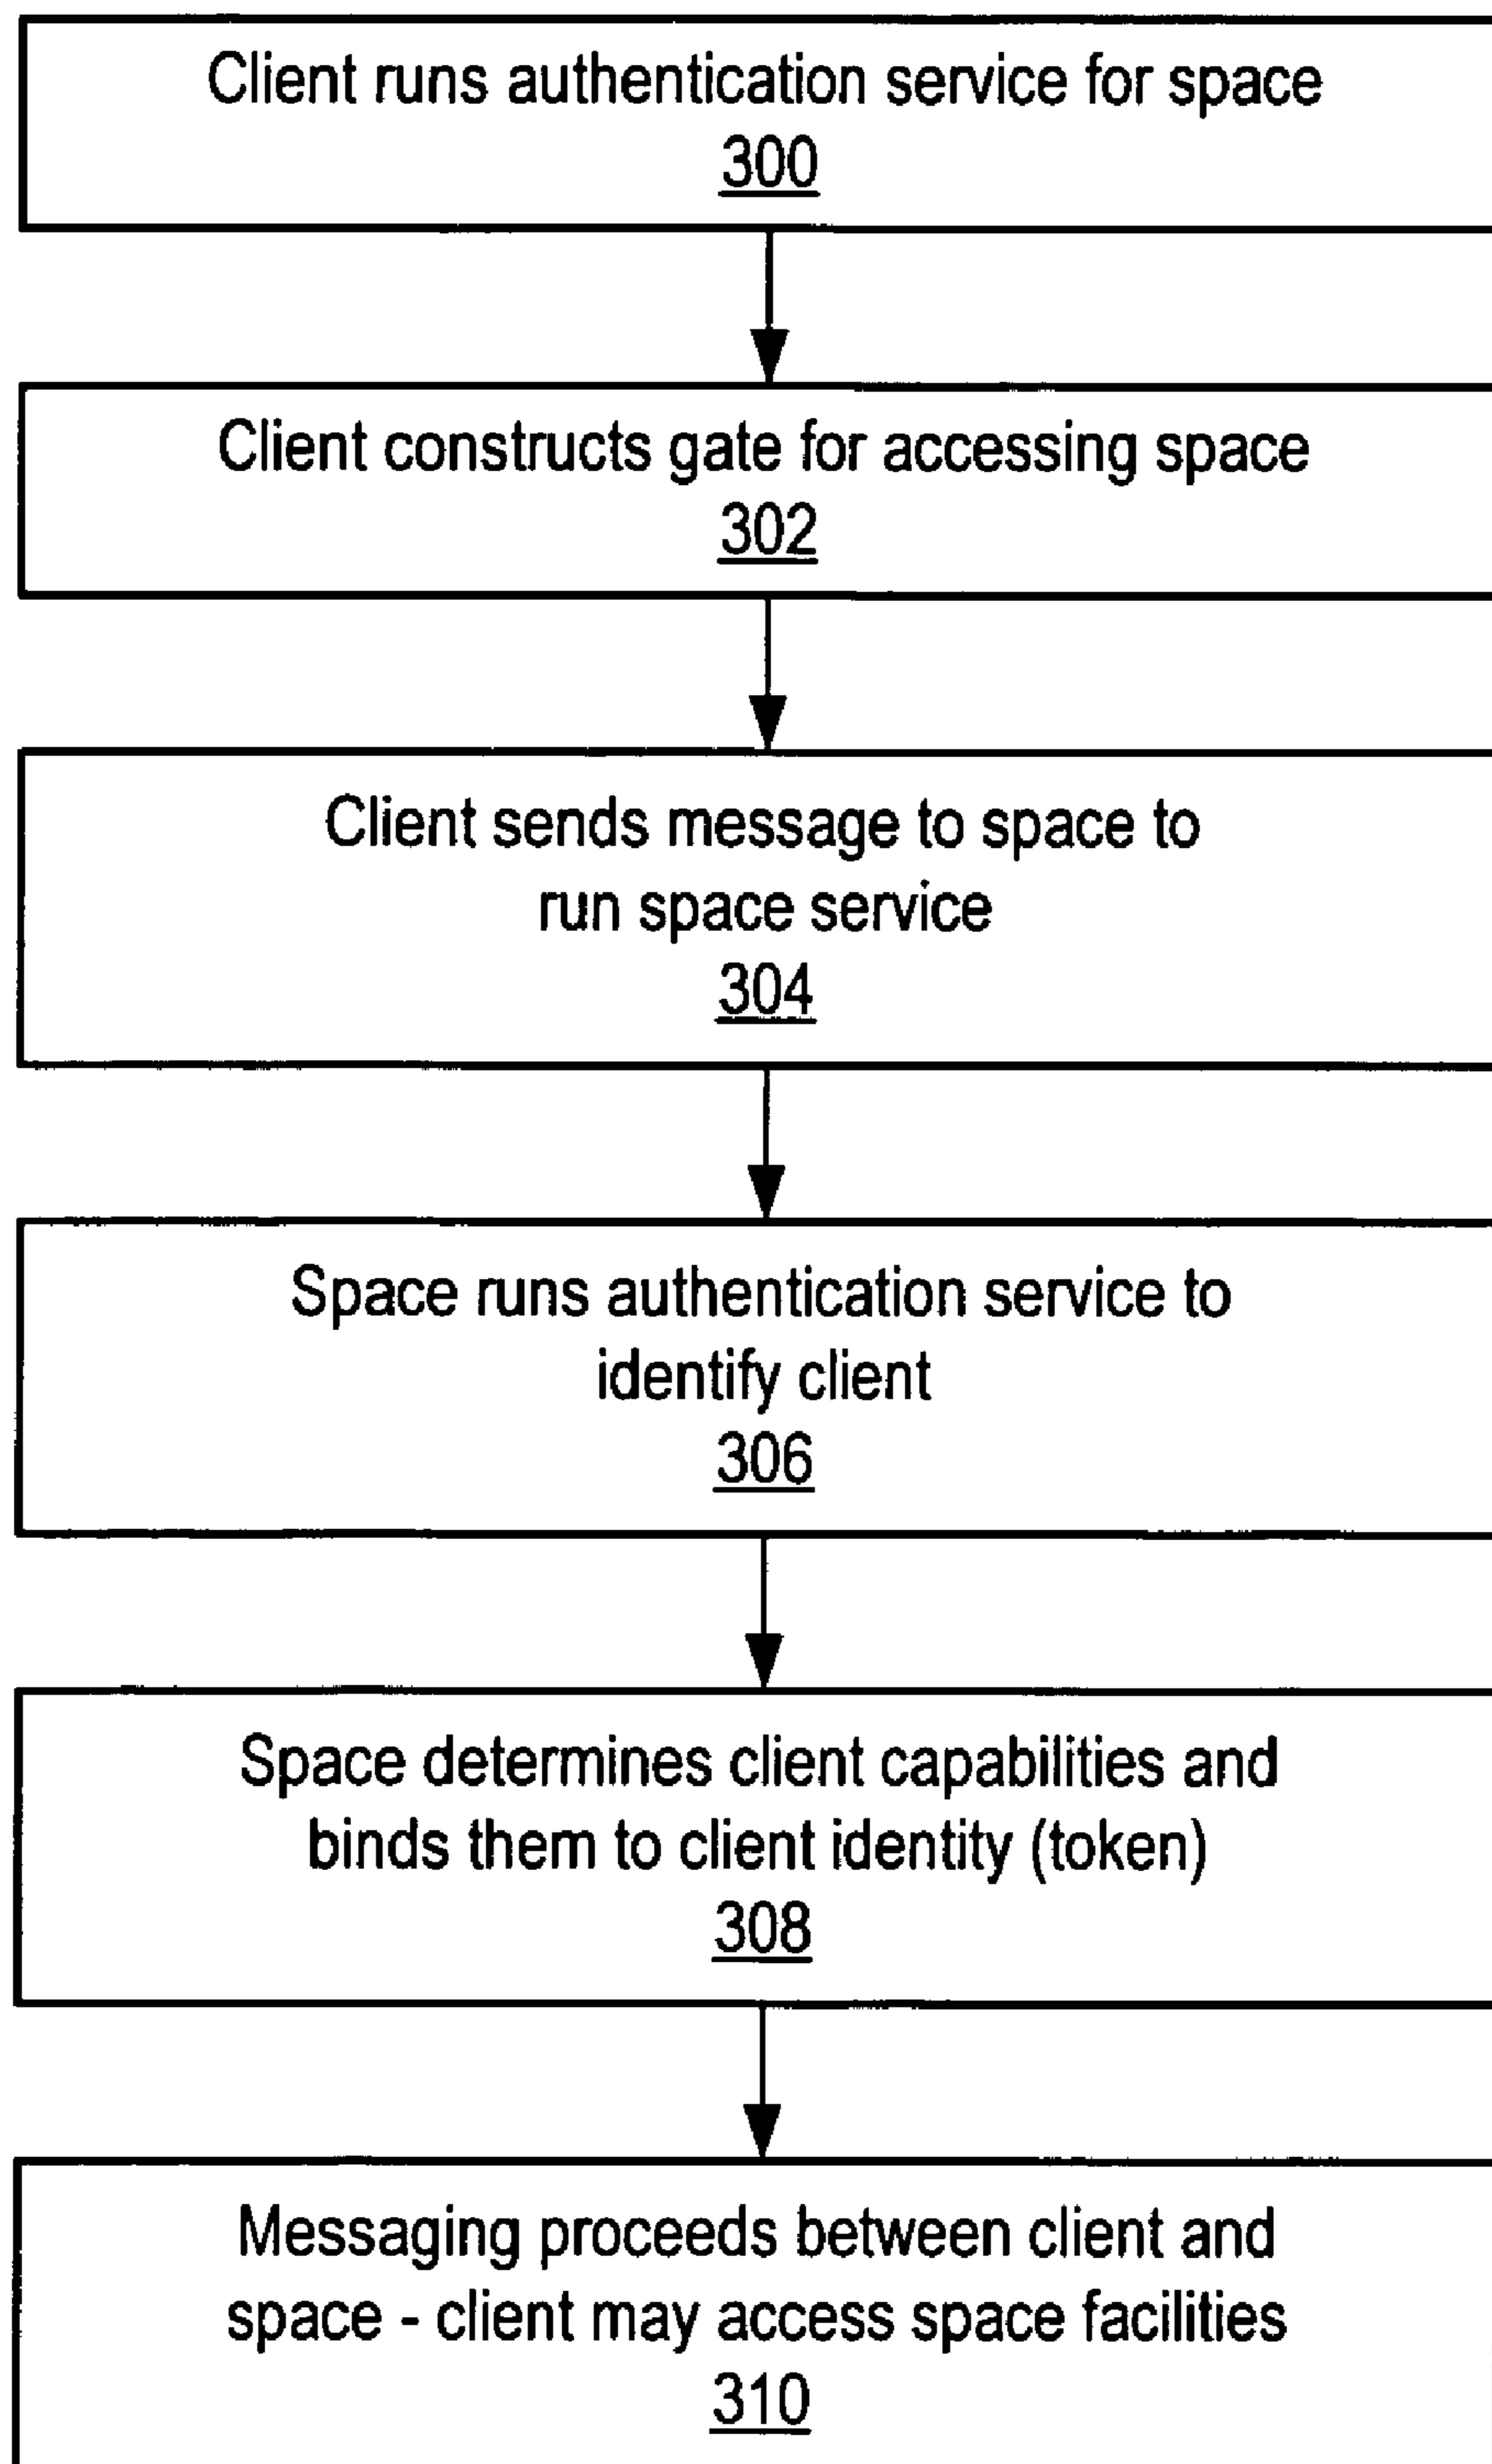 Client runs authentication service for space
300
Client constructs gate for accessing space
302
Client sends message to space to
run space service
304
Space runs authentication service to
identify client
306
Space determines client capabilities and
binds them to client identity (token)
308
Messaging proceeds between client and
space - client may access space facilities
310